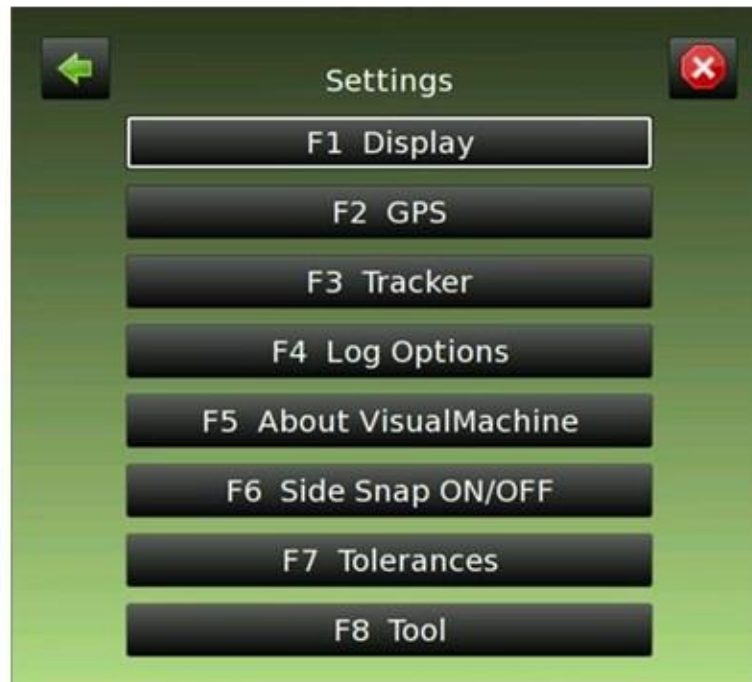 Settings
F1 Display
F2 GPS
F3 Tracker
F4 Log Options
F5 About VisualMachine
F6 Side Snap ON/OFF
F7 Tolerances
F8 Tool